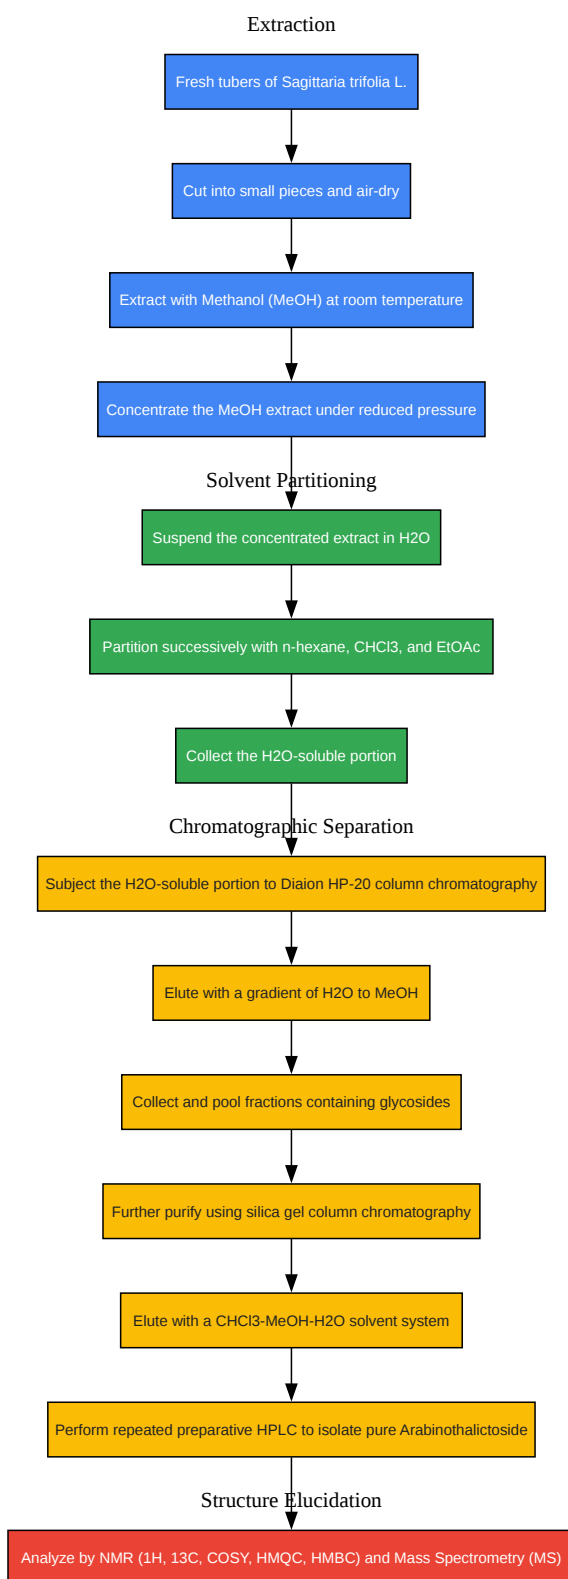 Extraction
Fresh tubers of Sagittaria trifolia L.
Cut into small pieces and air-dry
Extract with Methanol (MeOH) at room temperature
Concentrate the MeOH extract under reduced pressure
Solvent Partitioning
Suspend the concentrated extract in H2O
Partition successively with n-hexane, CHCl3, and EtOAc
Collect the H2O-soluble portion
Chromatographic Separation
Subject the H2O-soluble portion to Diaion HP-20 column chromatography
Elute with a gradient of H2O to MeOH
Collect and pool fractions containing glycosides
Further purify using silica gel column chromatography
Elute with a CHCl3-MeOH-H2O solvent system
Perform repeated preparative HPLC to isolate pure Arabinothalictoside
Structure Elucidation
Analyze by NMR (1H, 13C, COSY, HMQC, HMBC) and Mass Spectrometry (MS)